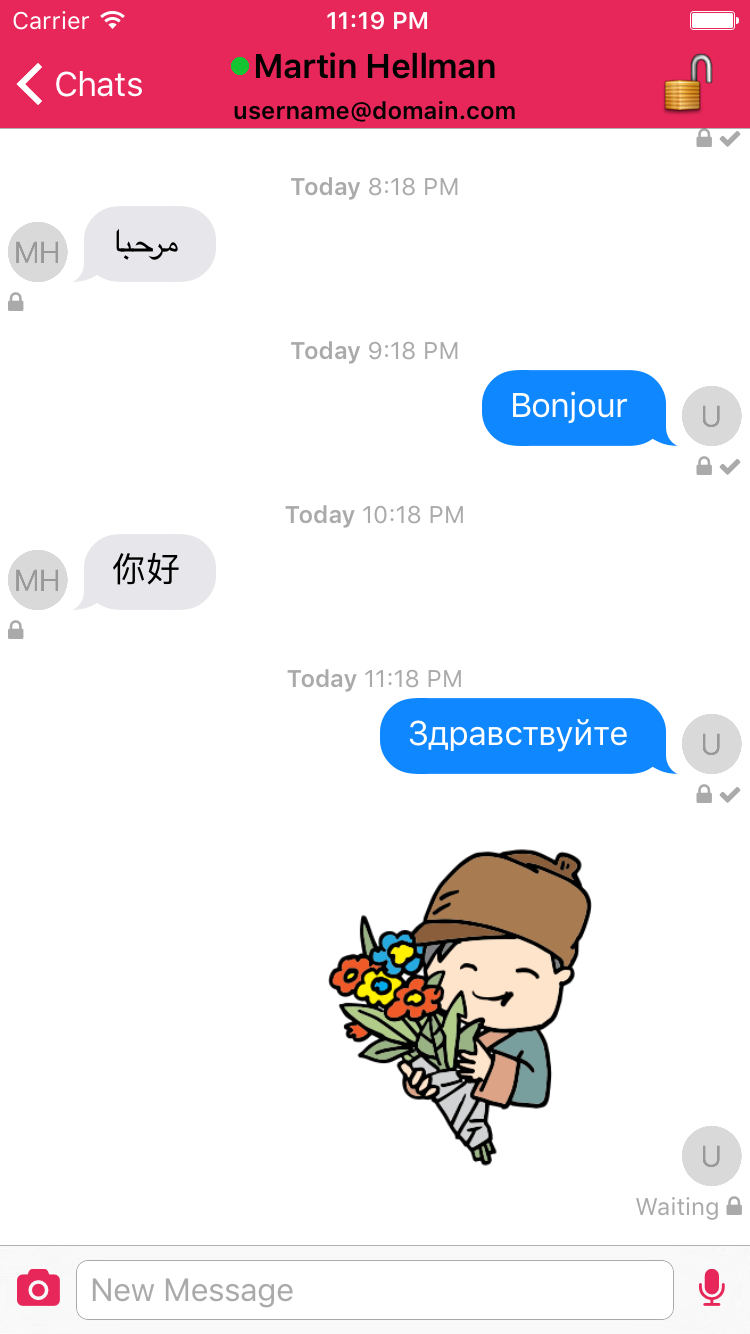 Carrier 11:19 PM
Chats
Martin Hellman
username@domain.com
Today 8:18 PM
MH
مرحبا
Today 9:18 PM
Bonjour
U
Today 10:18 PM
MH
你好
Today 11:18 PM
Здравствуйте
U
U
Waiting
New Message